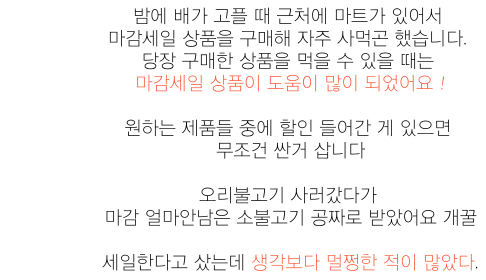 밤에 배가 고플 때 근처에 마트가 있어서
마감세일 상품을 구매해 자주 사먹곤 했습니다.
당장 구매한 상품을 먹을 수 있을 때는
마감세일 상품이 도움이 많이 되었어요 !
원하는 제품들 중에 할인 들어간 게 있으면
무조건 싼거 삽니다
오리불고기 사러갔다가
마감 얼마안남은 소불고기 공짜로 받았어요 개꿀
세일한다고 샀는데 생각보다 멀쩡한 적이 많았다.